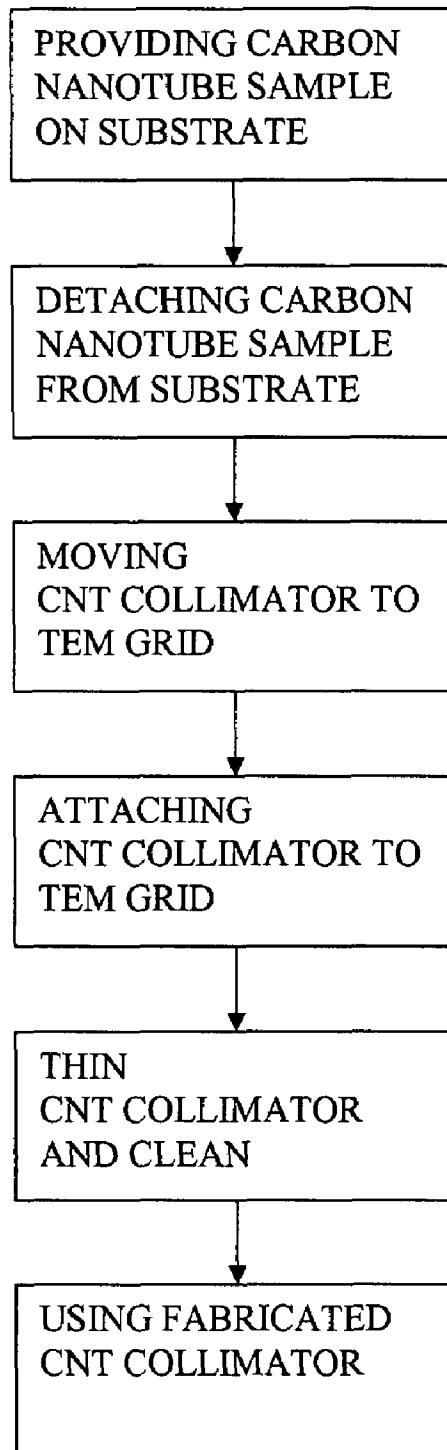 PROVIDING CARBON
NANOTUBE SAMPLE
ON SUBSTRATE
DETACHING CARBON
NANOTUBE SAMPLE
FROM SUBSTRATE
MOVING
CNT COLLIMATOR TO
TEM GRID
ATTACHING
CNT COLLIMATOR TO
TEM GRID
THIN
CNT COLLIMATOR
AND CLEAN
USING FABRICATED
CNT COLLIMATOR